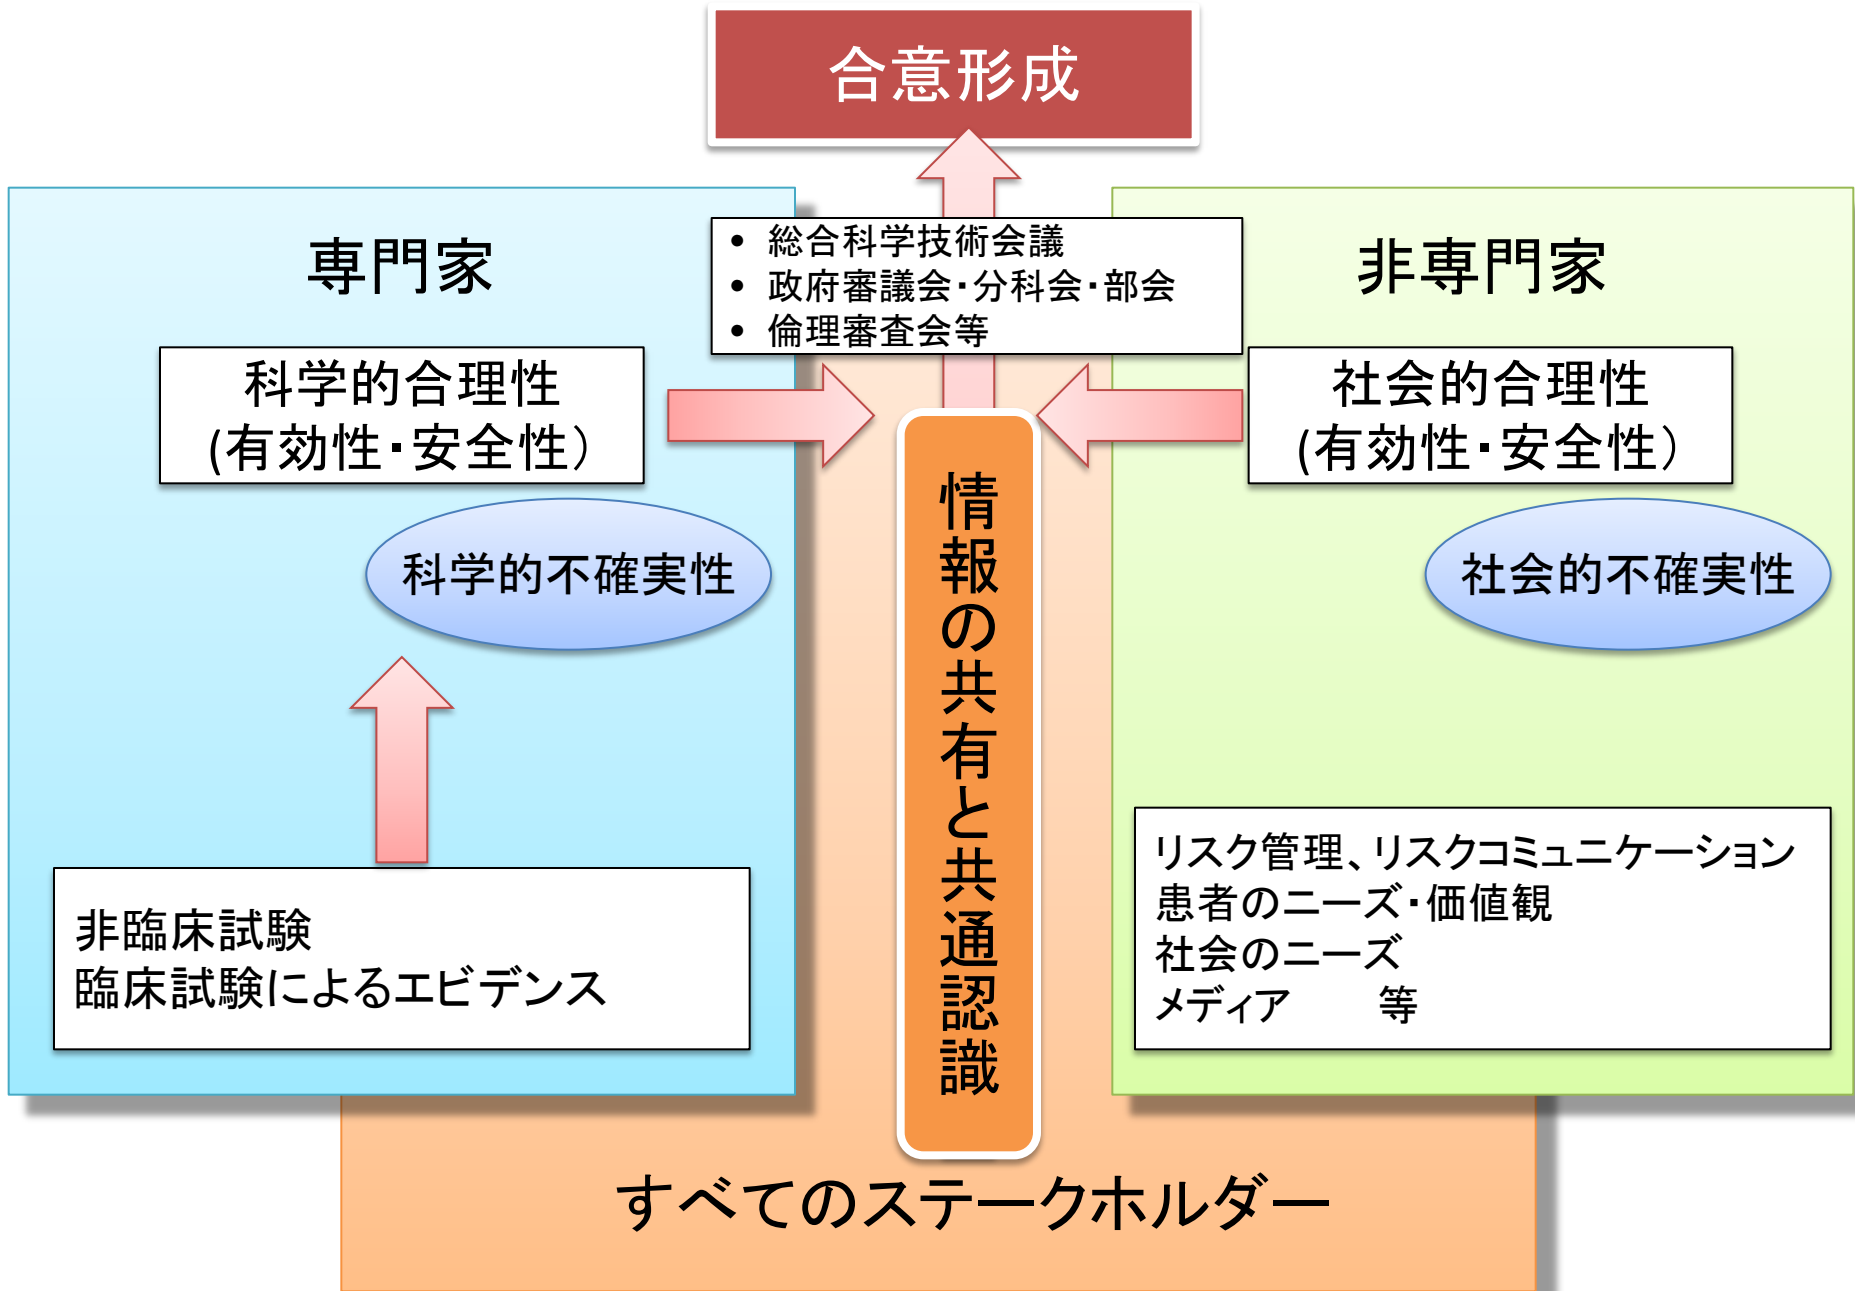 合意形成
専門家
• 総合科学技術会議
• 政府審議会・分科会・部会
• 倫理審査会等
非専門家
科学的合理性
(有効性・安全性）
社会的合理性
(有効性・安全性）
科学的不確実性
社会的不確実性
情報の共有と共通認識
非臨床試験
臨床試験によるエビデンス
リスク管理、リスクコミュニケーション
患者のニーズ・価値観
社会のニーズ
メディア　　等
すべてのステークホルダー